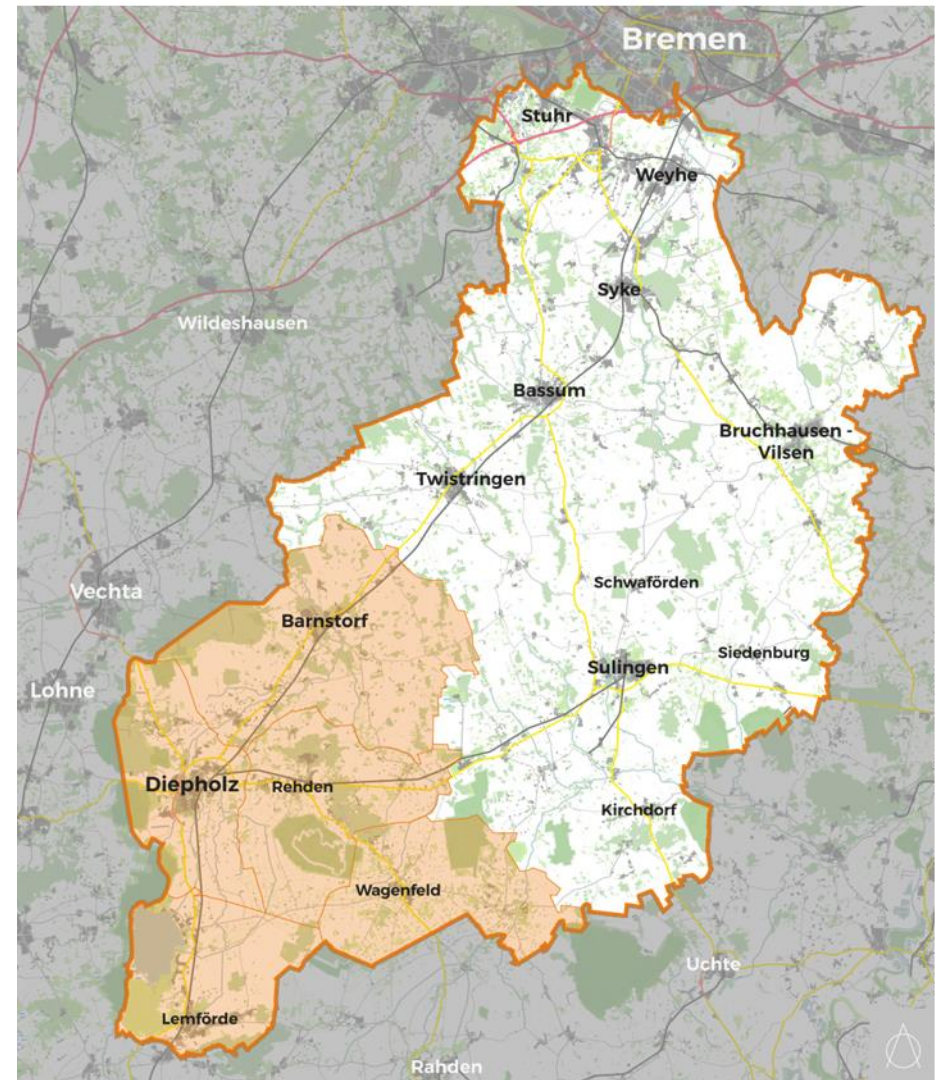 Bremen
Stuhr
Weyhe
Syke
Wildeshausen
Bassum
Bruchhausen -
Vilsen
Twistringen
Schwaförden
Vechta
Barnstorf
Siedenburg
Sulingen
Lohne
Diepholz
Rehden
Kirchdorf
Wagenfeld
Uchte
Lemförde
Rahden